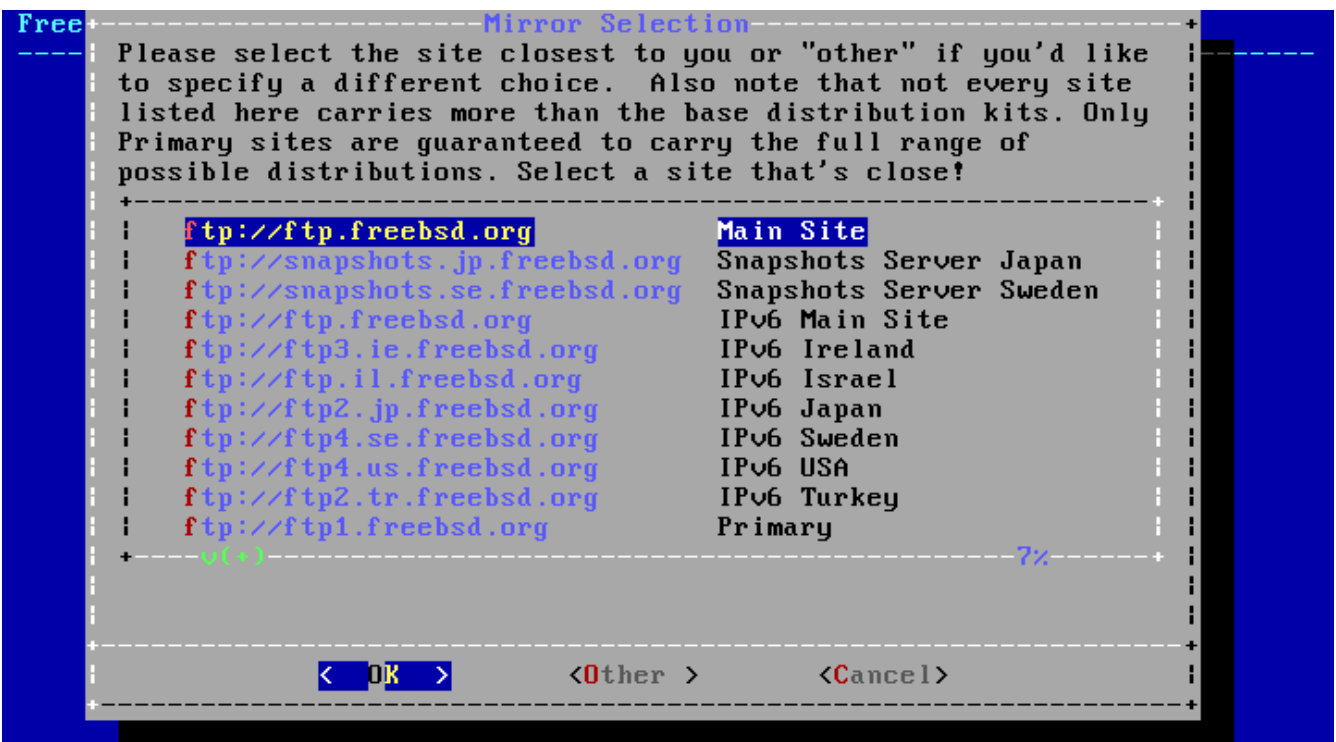 Free
Mirror Selection
Please select the site closest to you or "other" if you'd like
to specify a different choice.  Also note that not every site
listed here carries more than the base distribution kits. Only
Primary sites are guaranteed to carry the full range of
possible distributions. Select a site that's close!
ftp://ftp.freebsd.org Main Site
ftp://snapshots.jp.freebsd.org Snapshots Server Japan
ftp://snapshots.se.freebsd.org Snapshots Server Sweden
ftp://ftp.freebsd.org IPv6 Main Site
ftp://ftp3.ie.freebsd.org IPv6 Ireland
ftp://ftp.il.freebsd.org IPv6 Israel
ftp://ftp2.jp.freebsd.org IPv6 Japan
ftp://ftp4.se.freebsd.org IPv6 Sweden
ftp://ftp4.us.freebsd.org IPv6 USA
ftp://ftp2.tr.freebsd.org IPv6 Turkey
ftp://ftp1.freebsd.org Primary
v(+) 7%
<  OK  > <Other > <Cancel>